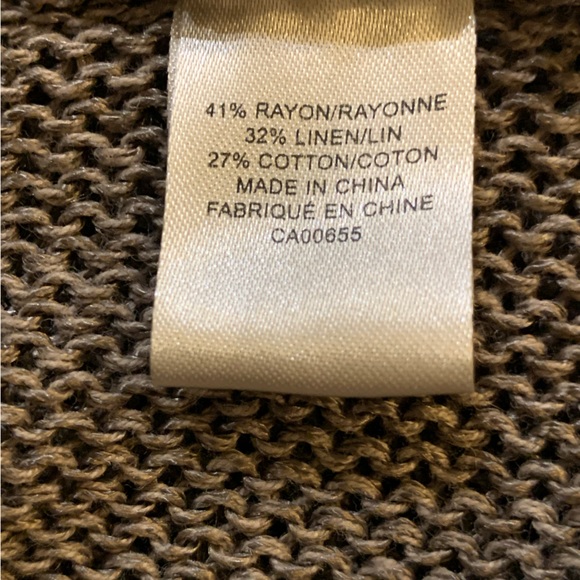 41% RAYON/RAYONNE
32% LINEN/LIN
27% COTTON/COTON
MADE IN CHINA
FABRIQUÉ EN CHINE
CA00655